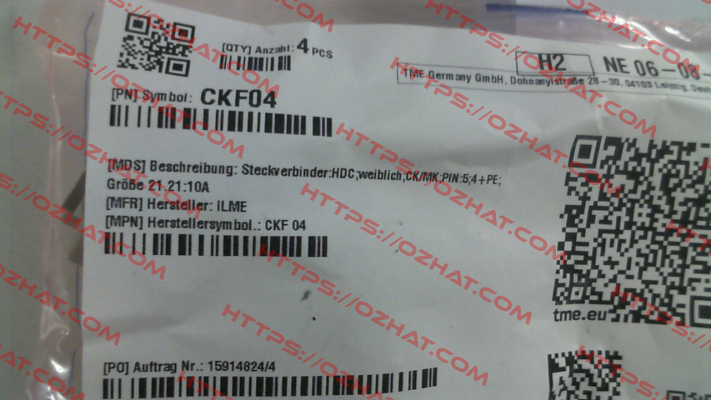 [QTY] Anzahl: 4 PCS
H2 NE 06-08-
TME Germany GmbH, Dohnanyistraße 28-30, 04103 Leipzig,
[PN] Symbol: CKF04
[MDS] Beschreibung: Steckverbinder:HDC;weiblich;CK/MK;PIN:5;4+PE;
Größe 21.21;10A
[MFR] Hersteller: ILME
[MPN] Herstellersymbol.: CKF 04
tme.eu
[PO] Auftrag Nr.: 15914824/4
HTTPS://OZHAT.COM